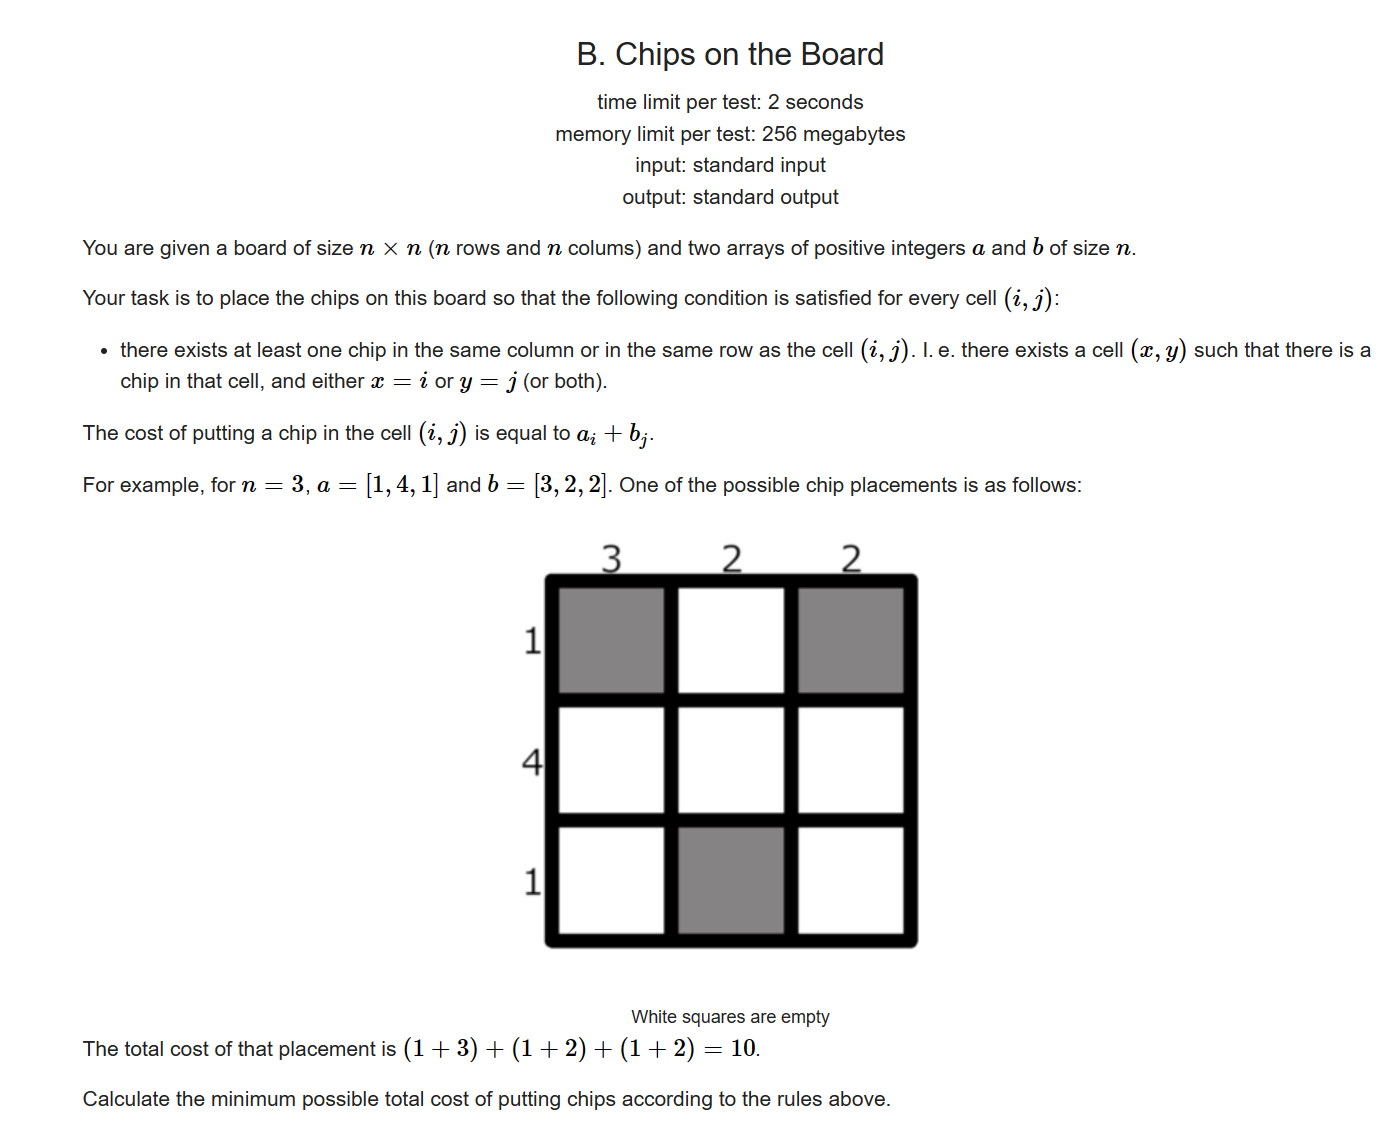 B. Chips on the Board
time limit per test: 2 seconds
memory limit per test: 256 megabytes
input: standard input
output: standard output
You are given a board of size n × n (n rows and n colums) and two arrays of positive integers a and b of size n.
Your task is to place the chips on this board so that the following condition is satisfied for every cell (i, j):
• there exists at least one chip in the same column or in the same row as the cell (i, j). I. e. there exists a cell (x, y) such that there is a
chip in that cell, and either x = i or y = j (or both).
The cost of putting a chip in the cell (i, j) is equal to aᵢ + bⱼ.
For example, for n = 3, a = [1, 4, 1] and b = [3, 2, 2]. One of the possible chip placements is as follows:
3 2 2
1
4
1
White squares are empty
The total cost of that placement is (1 + 3) + (1 + 2) + (1 + 2) = 10.
Calculate the minimum possible total cost of putting chips according to the rules above.